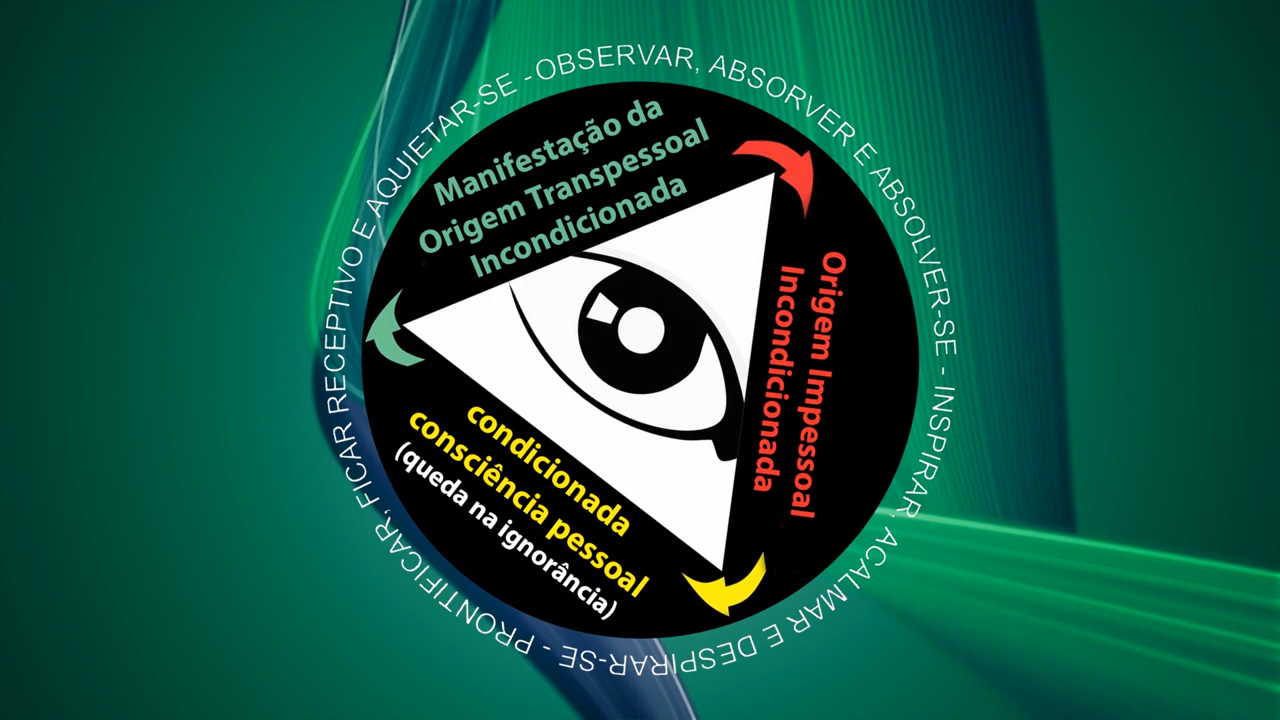 OBSERVAR, ABSORVER E ABSOLVER-SE - INSPIRAR, ACALMAR E DESPIRAR-SE - PRONTIFICAR, FICAR RECEPTIVO E AQUIETAR-SE -
Manifestação da
Origem Transpessoal
Incondicionada
Origem Impessoal
Incondicionada
condicionada
consciência pessoal
(queda na ignorância)